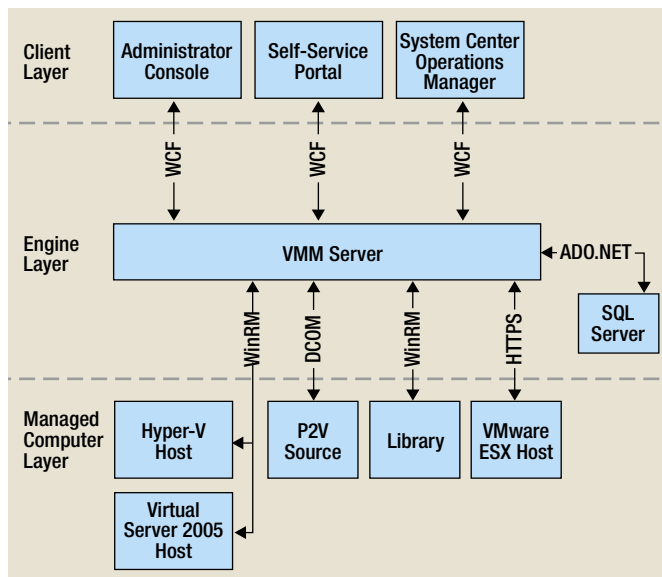 Client
Layer
Administrator
Console
Self-Service
Portal
System Center
Operations
Manager
WCF
WCF
WCF
Engine
Layer
VMM Server
ADO.NET
SQL
Server
WinRM
DCOM
WinRM
HTTPS
Managed
Computer
Layer
Hyper-V
Host
P2V
Source
Library
VMware
ESX Host
Virtual
Server 2005
Host